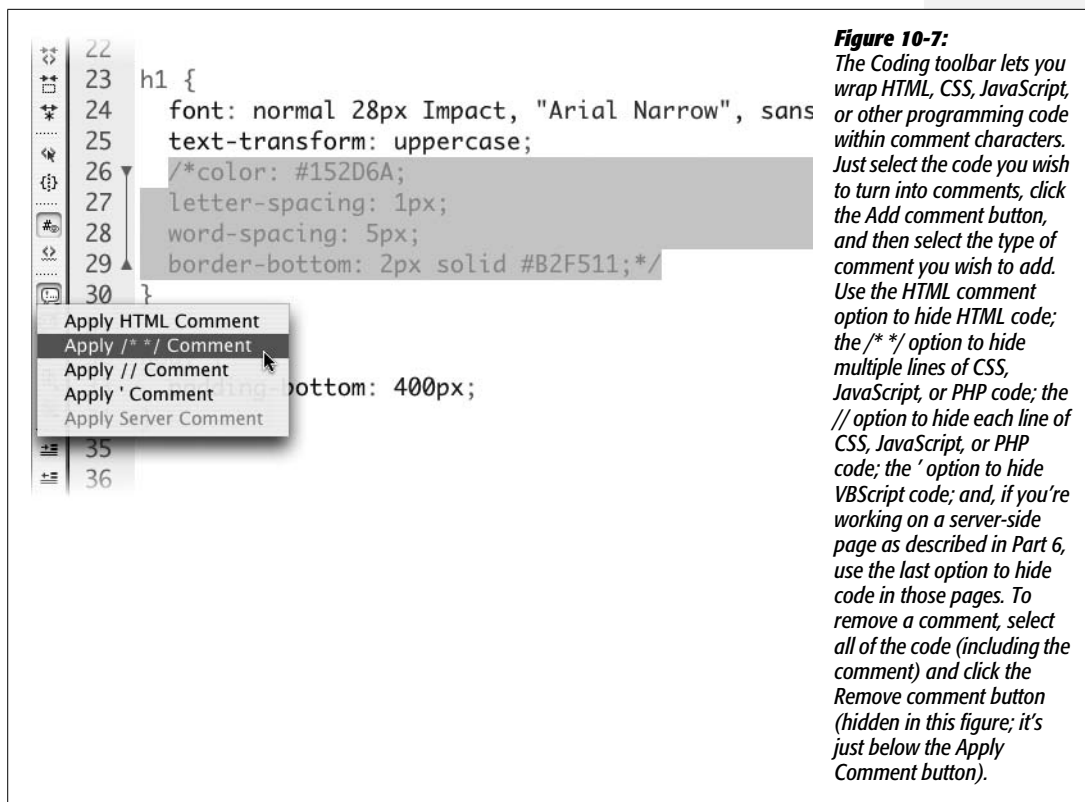 22
23 h1 {
24 font: normal 28px Impact, "Arial Narrow", sans
25 text-transform: uppercase;
26 /*color: #152D6A;
27 letter-spacing: 1px;
28 word-spacing: 5px;
29 border-bottom: 2px solid #B2F511;*/
30 }
Apply HTML Comment
Apply /* */ Comment
Apply // Comment
Apply ' Comment
Apply Server Comment
bottom: 400px;
35
36
Figure 10-7:
The Coding toolbar lets you
wrap HTML, CSS, JavaScript,
or other programming code
within comment characters.
Just select the code you wish
to turn into comments, click
the Add comment button,
and then select the type of
comment you wish to add.
Use the HTML comment
option to hide HTML code;
the /* */ option to hide
multiple lines of CSS,
JavaScript, or PHP code; the
// option to hide each line of
CSS, JavaScript, or PHP
code; the ’ option to hide
VBScript code; and, if you’re
working on a server-side
page as described in Part 6,
use the last option to hide
code in those pages. To
remove a comment, select
all of the code (including the
comment) and click the
Remove comment button
(hidden in this figure; it’s
just below the Apply
Comment button).